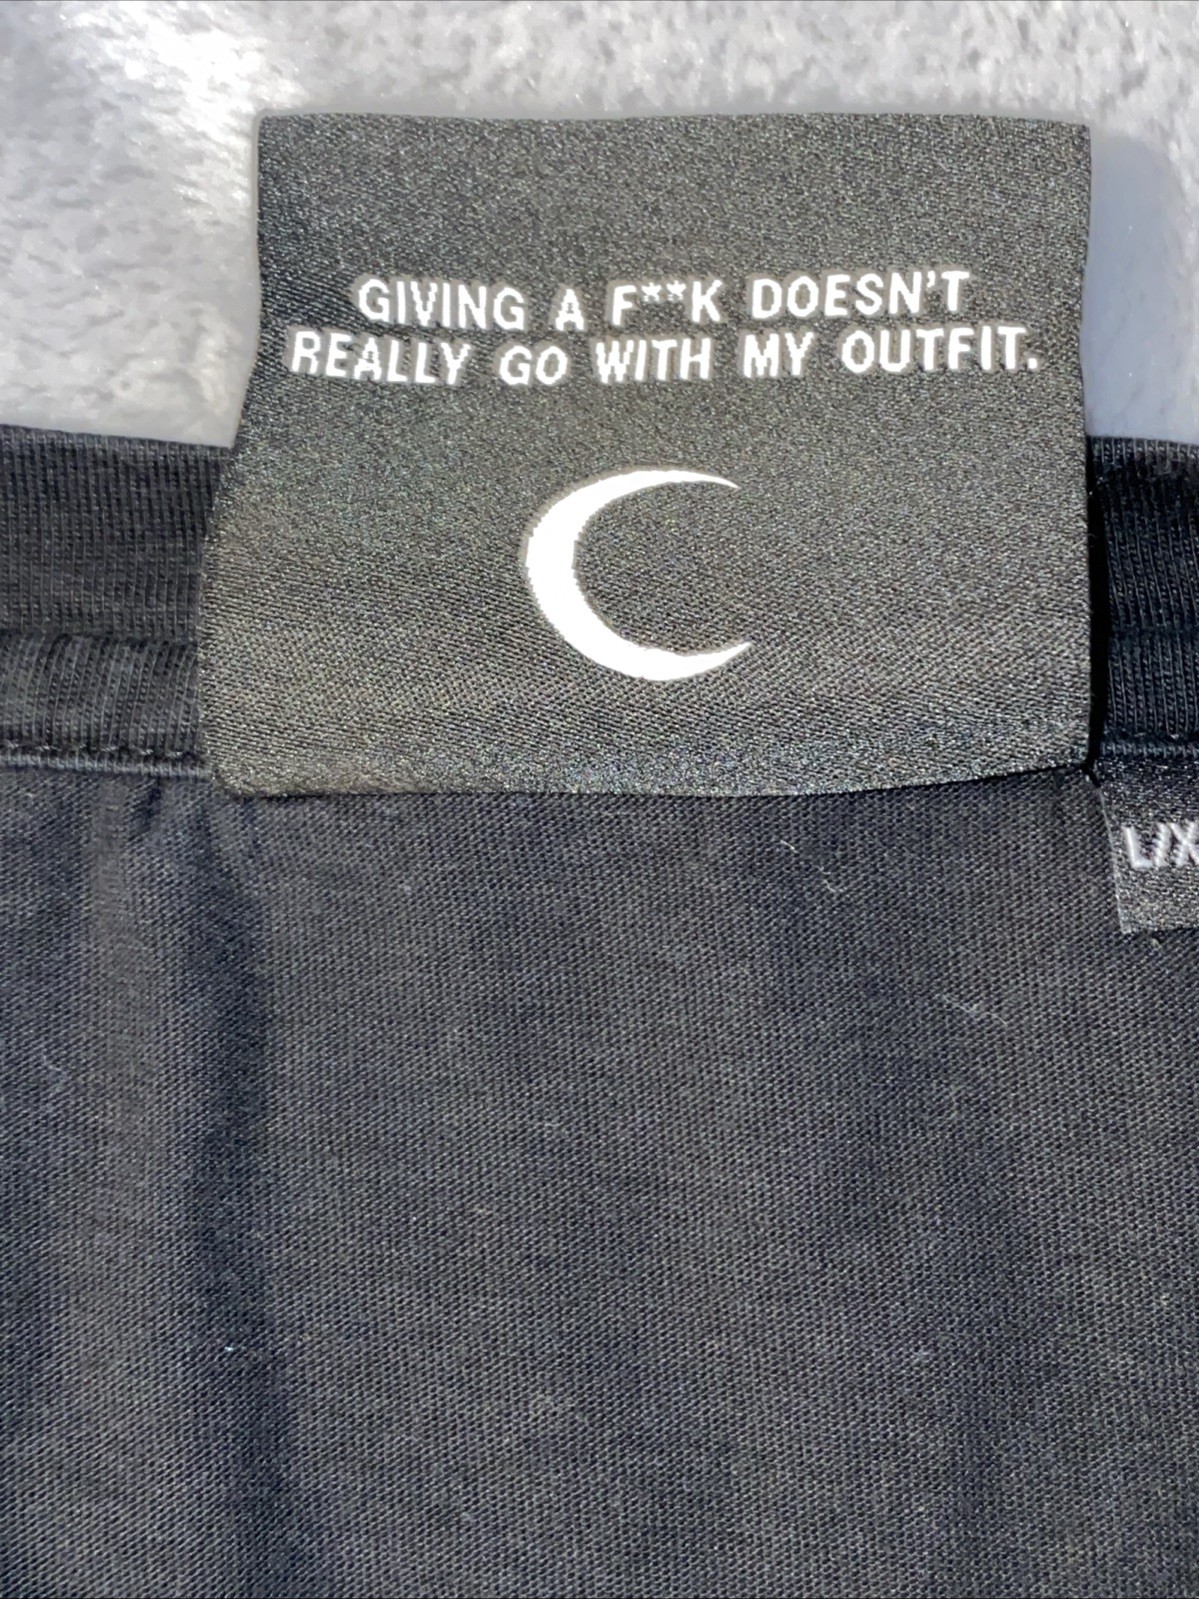 GIVING A F**K DOESN'T
REALLY GO WITH MY OUTFIT.
L/X